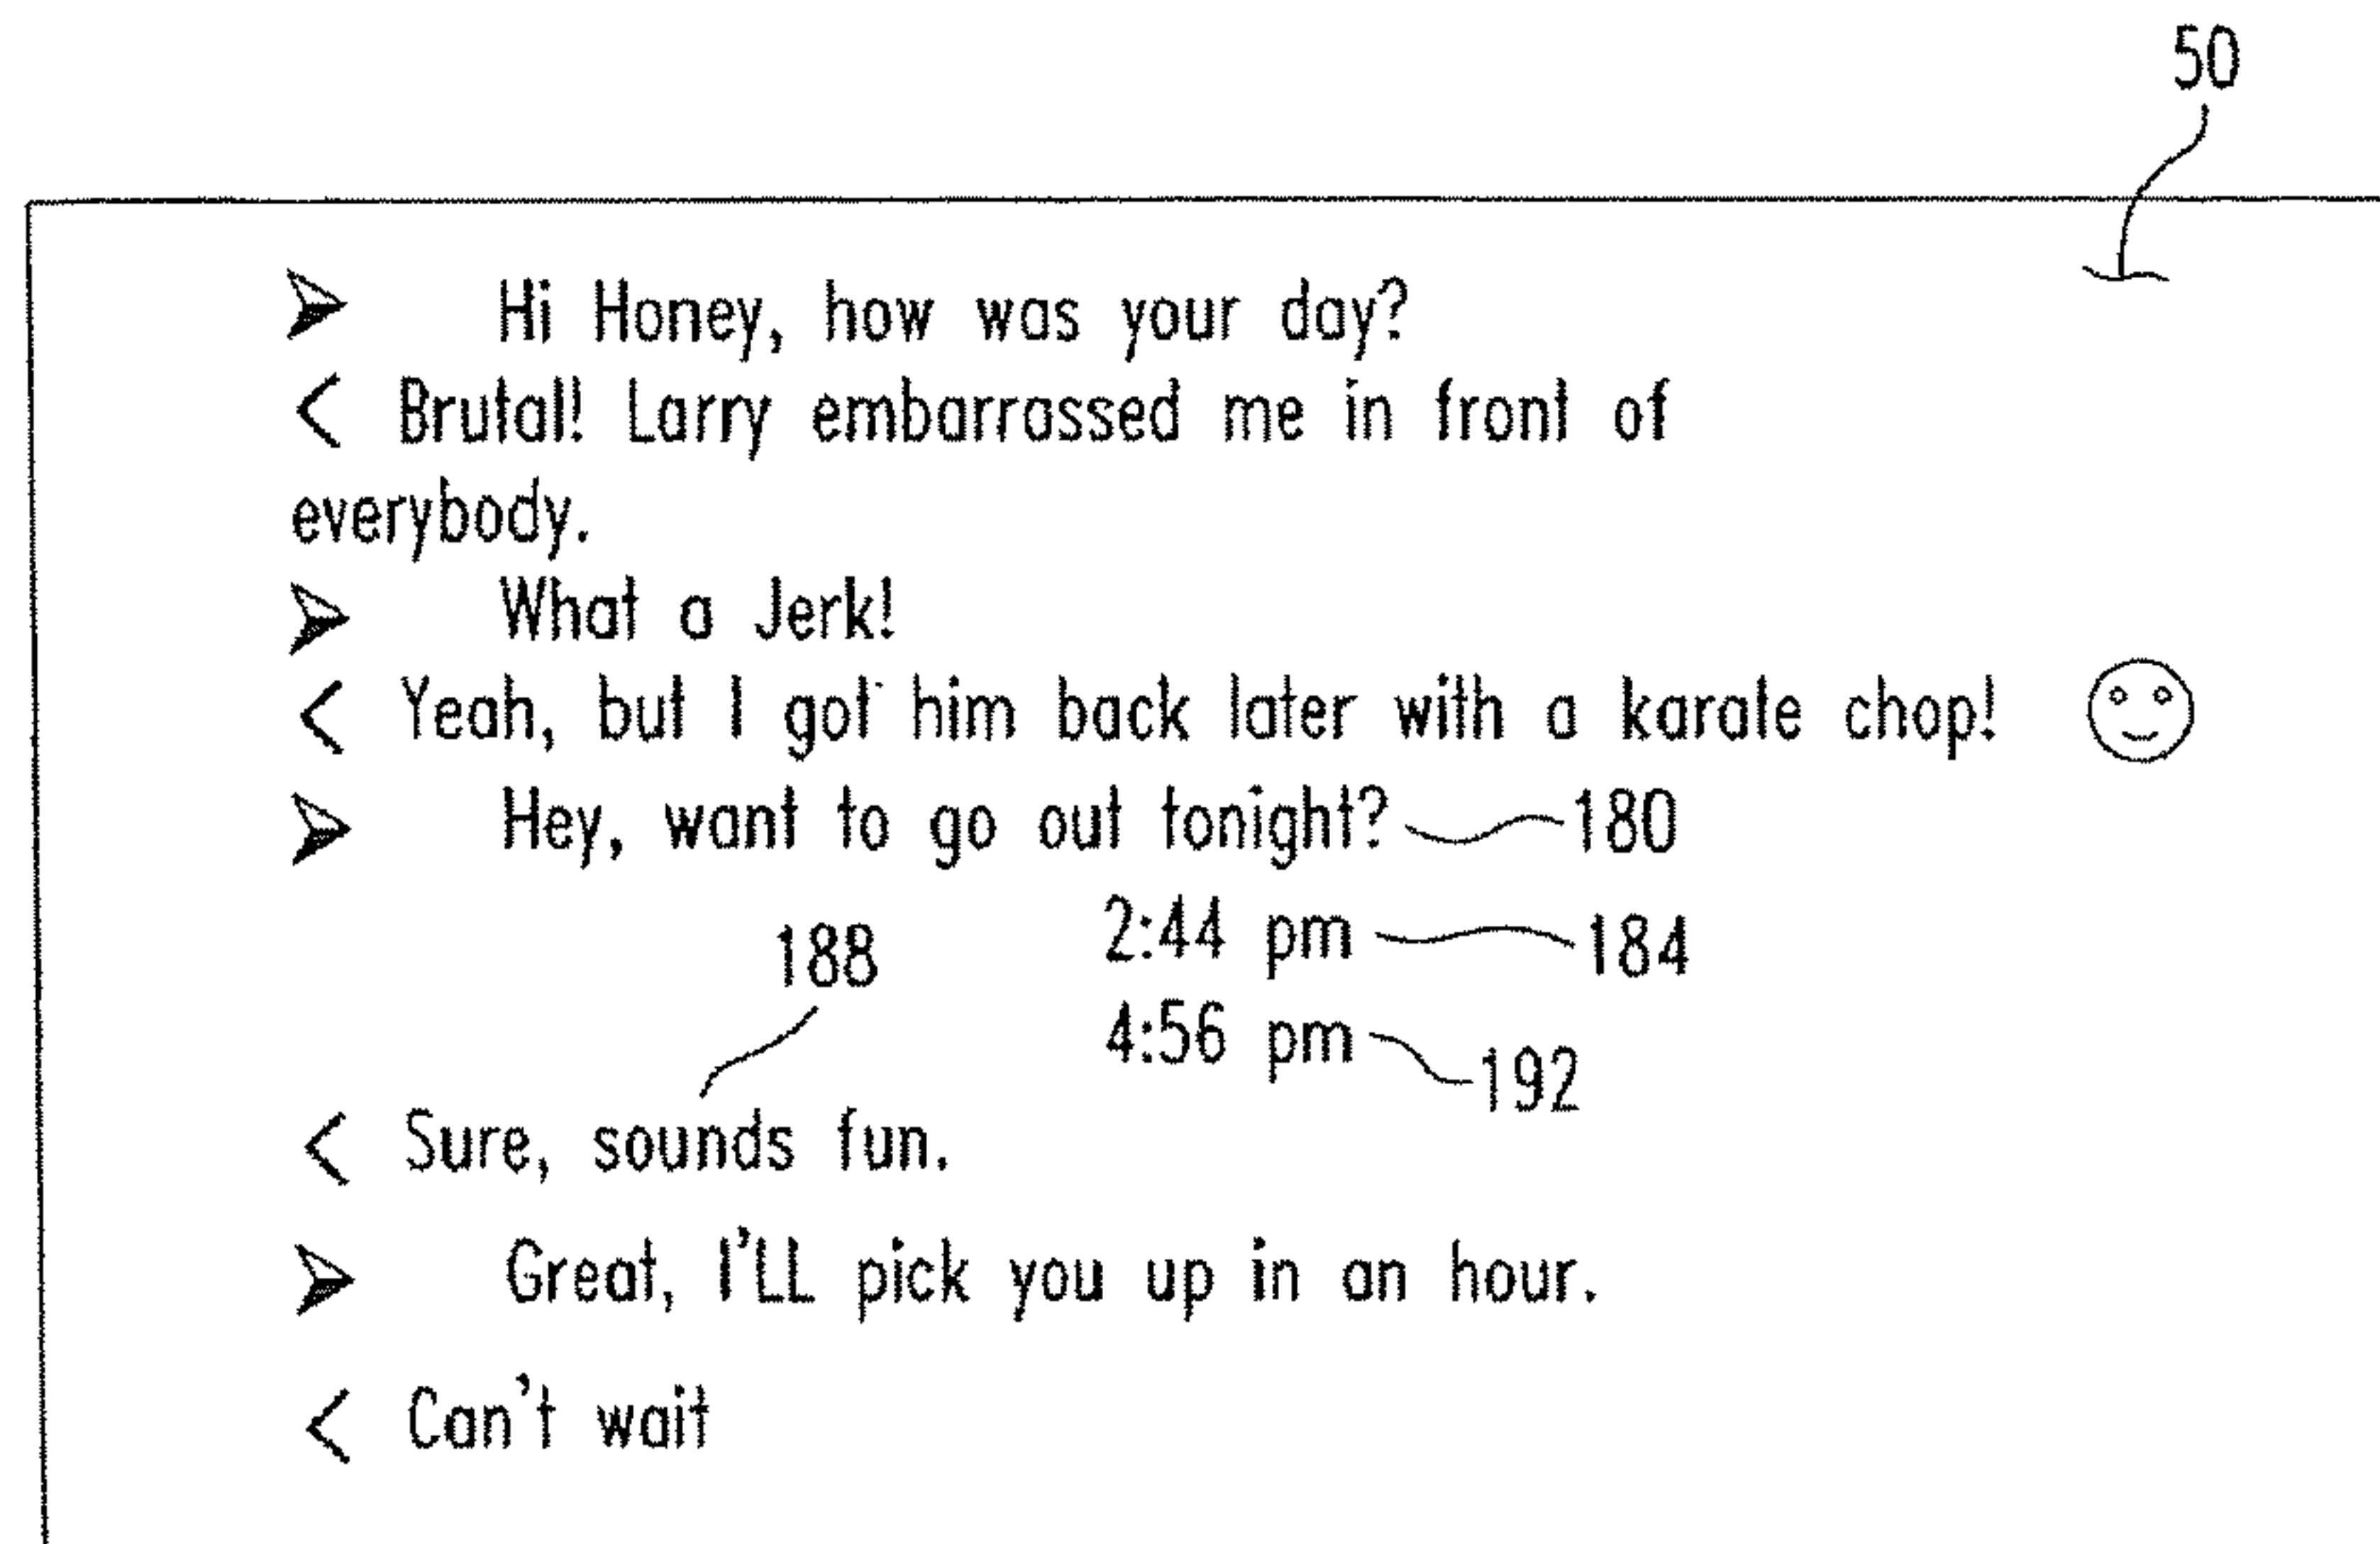 50
➢ Hi Honey, how was your day?
< Brutal! Larry embarrassed me in front of
everybody.
➢ What a Jerk!
< Yeah, but I got him back later with a karate chop! ☺
➢ Hey, want to go out tonight? 180
2:44 pm 184
188
4:56 pm 192
< Sure, sounds fun.
➢ Great, I'LL pick you up in an hour.
< Can't wait